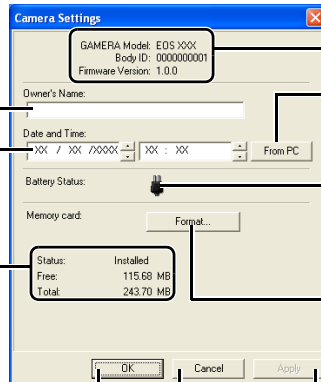 Camera Settings
GAMERA Model: EOS XXX
Body ID: 0000000001
Firmware Version: 1.0.0
Owner's Name:
Date and Time:
XX / XX /XXXX XX : XX From PC
Battery Status:
Memory card: Format...
Status: Installed
Free: 115.68 MB
Total: 243.70 MB
OK Cancel Apply